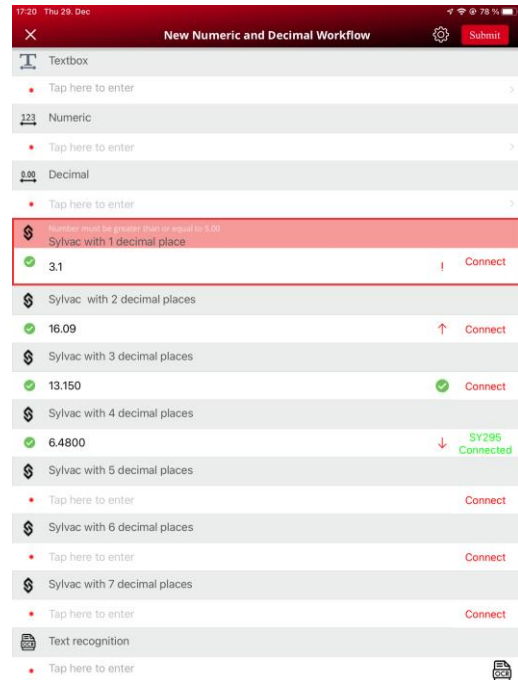 17:20 Thu 29. Dec 78 %
New Numeric and Decimal Workflow Submit
Textbox
Tap here to enter
123 Numeric
Tap here to enter
0.00 Decimal
Tap here to enter
Number must be greater than or equal to 5.00
Sylvac with 1 decimal place
3.1 ! Connect
Sylvac with 2 decimal places
16.09 ↑ Connect
Sylvac with 3 decimal places
13.150 Connect
Sylvac with 4 decimal places
6.4800 ↓ SY295
Connected
Sylvac with 5 decimal places
Tap here to enter Connect
Sylvac with 6 decimal places
Tap here to enter Connect
Sylvac with 7 decimal places
Tap here to enter Connect
OCR Text recognition
Tap here to enter OCR